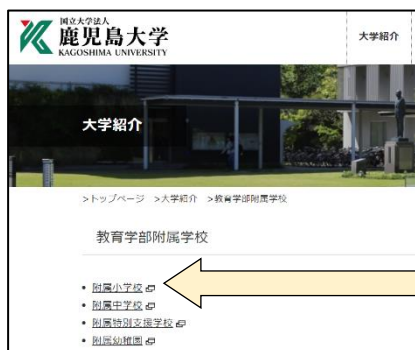 国立大学法人
鹿児島大学
KAGOSHIMA UNIVERSITY
大学紹介
大学紹介
>トップページ >大学紹介 >教育学部附属学校
教育学部附属学校
• 附属小学校
• 附属中学校
• 附属特別支援学校
• 附属幼稚園